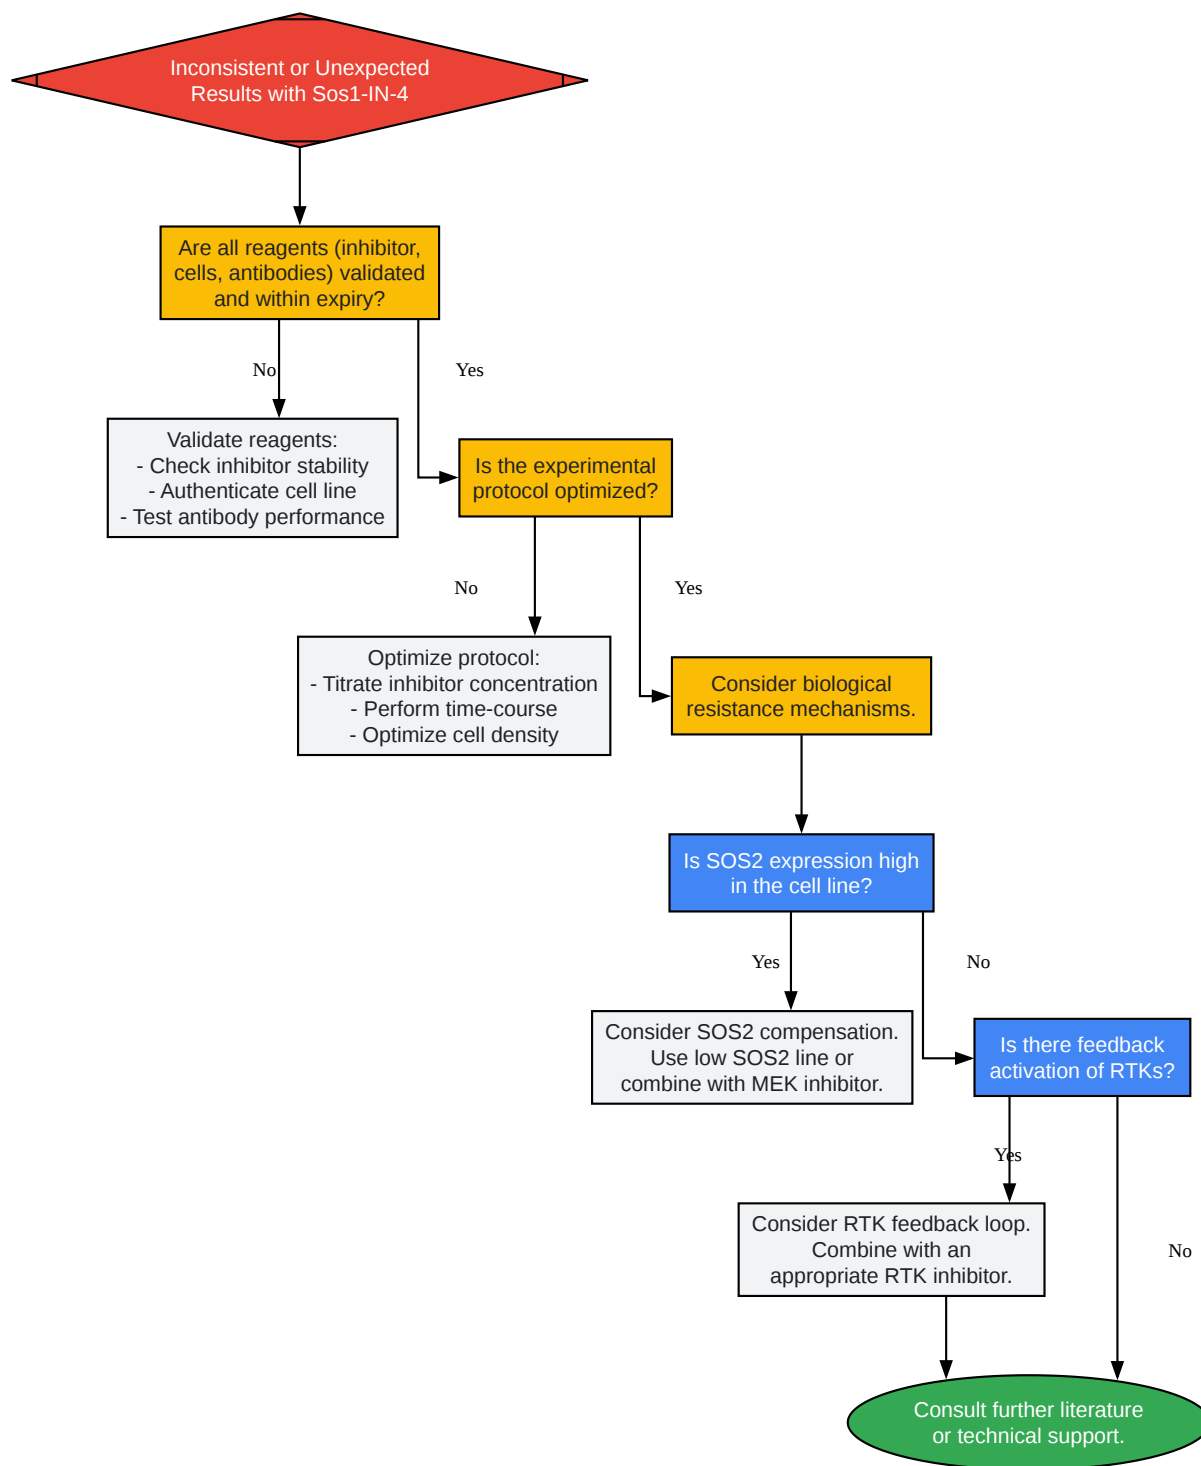 Inconsistent or Unexpected
Results with Sos1-IN-4
Are all reagents (inhibitor,
cells, antibodies) validated
and within expiry?
No
Yes
Validate reagents:
- Check inhibitor stability
- Authenticate cell line
- Test antibody performance
Is the experimental
protocol optimized?
No
Yes
Optimize protocol:
- Titrate inhibitor concentration
- Perform time-course
- Optimize cell density
Consider biological
resistance mechanisms.
Is SOS2 expression high
in the cell line?
Yes
No
Consider SOS2 compensation.
Use low SOS2 line or
combine with MEK inhibitor.
Is there feedback
activation of RTKs?
Yes
No
Consider RTK feedback loop.
Combine with an
appropriate RTK inhibitor.
Consult further literature
or technical support.